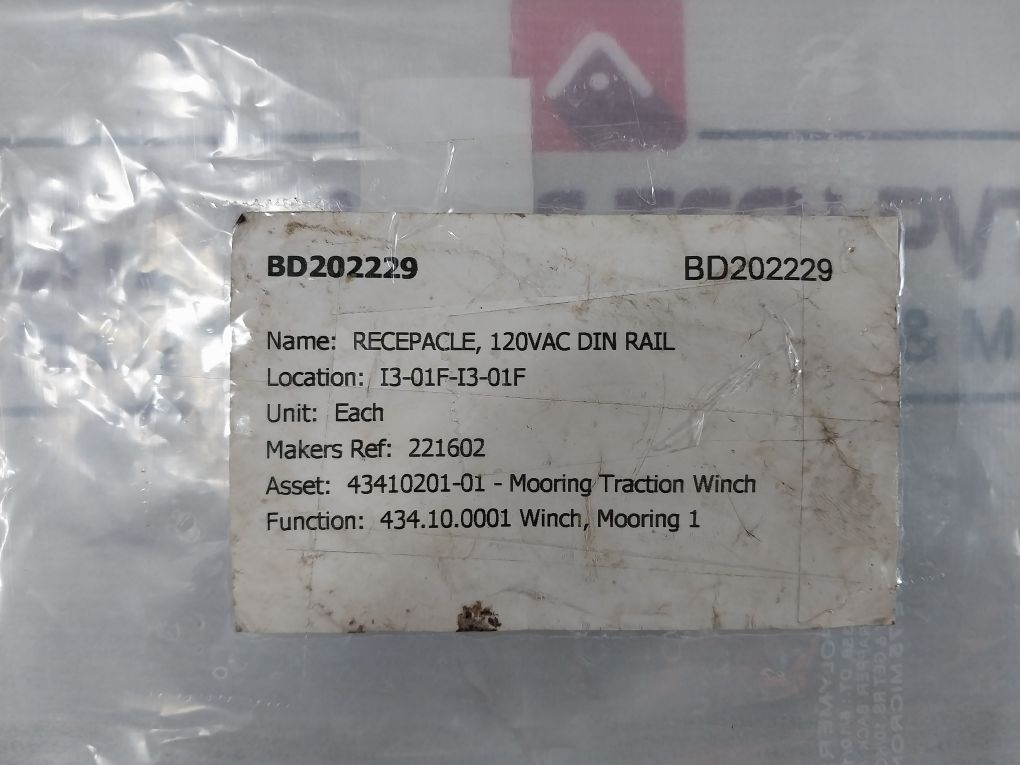 BD202229 BD202229
Name: RECEPACLE, 120VAC DIN RAIL
Location: I3-01F-I3-01F
Unit: Each
Makers Ref: 221602
Asset: 43410201-01 - Mooring Traction Winch
Function: 434.10.0001 Winch, Mooring 1